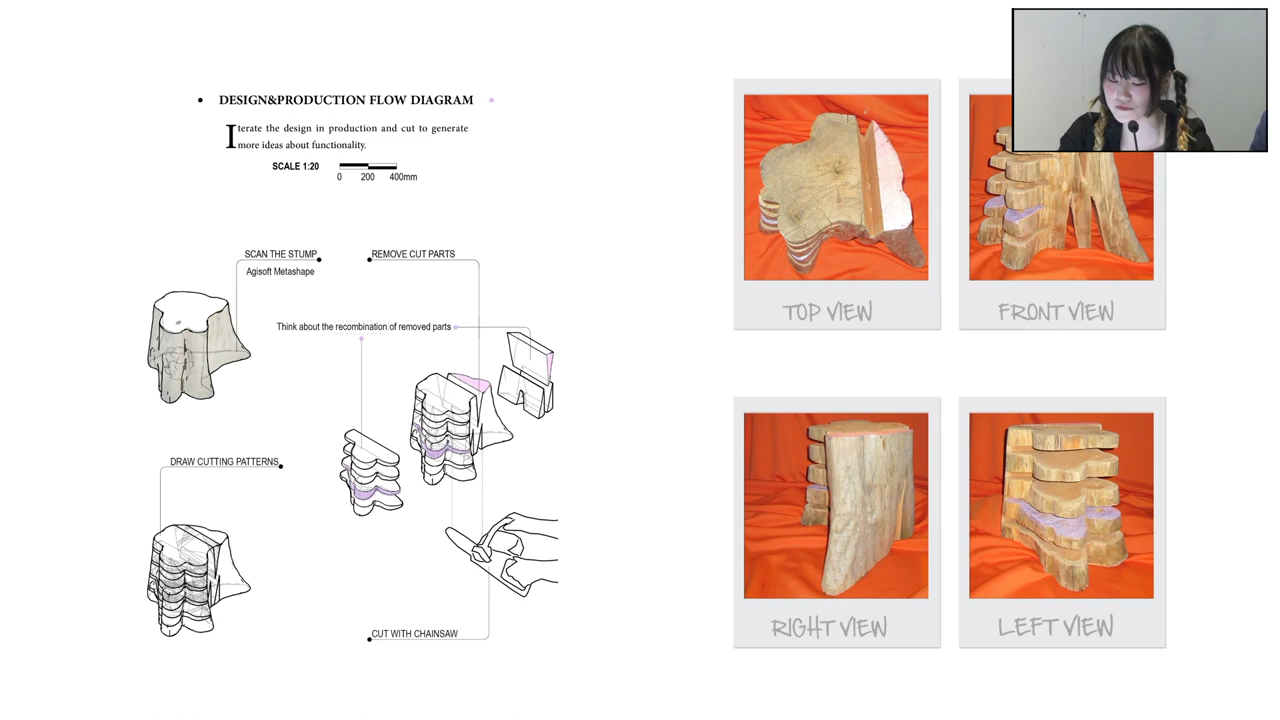 DESIGN&PRODUCTION FLOW DIAGRAM
Iterate the design in production and cut to generate
more ideas about functionality.
SCALE 1:20
0 200 400mm
SCAN THE STUMP
Agisoft Metashape
REMOVE CUT PARTS
Think about the recombination of removed parts
DRAW CUTTING PATTERNS
CUT WITH CHAINSAW
TOP VIEW
FRONT VIEW
RIGHT VIEW
LEFT VIEW